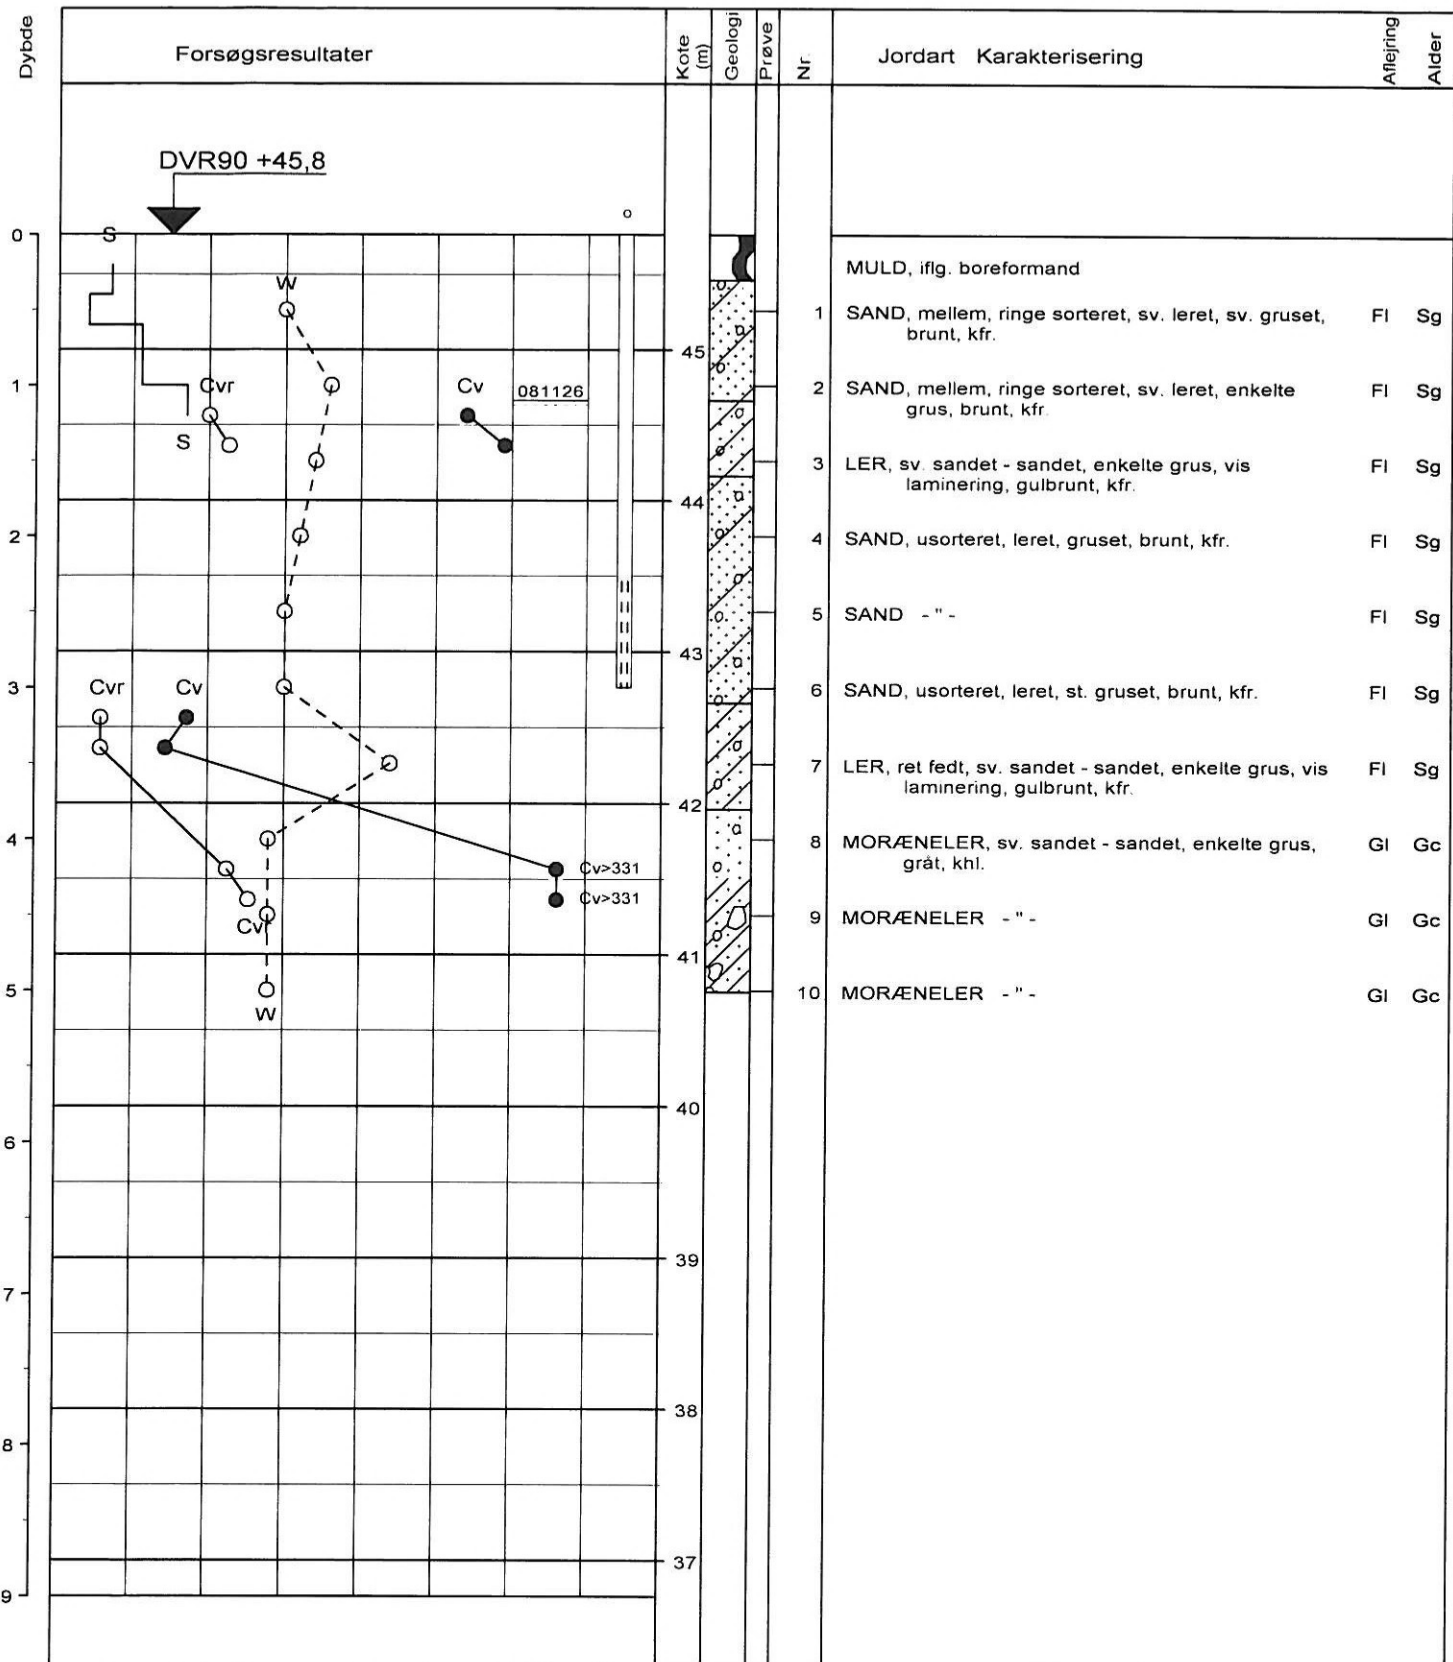 Dybde
Forsøgsresultater
Kote (m)
Geologi
Prøve
Nr.
Jordart Karakterisering
Aflejring
Alder
DVR90 +45,8
0
S
MULD, iflg. boreformand
W
1 SAND, mellem, ringe sorteret, sv. leret, sv. gruset, Fl Sg
brunt, kfr.
45
1
Cvr
Cv
081126
2 SAND, mellem, ringe sorteret, sv. leret, enkelte Fl Sg
grus, brunt, kfr.
S
3 LER, sv. sandet - sandet, enkelte grus, vis Fl Sg
laminering, gulbrunt, kfr.
44
2
4 SAND, usorteret, leret, gruset, brunt, kfr. Fl Sg
5 SAND - " - Fl Sg
43
3
Cvr
Cv
6 SAND, usorteret, leret, st. gruset, brunt, kfr. Fl Sg
7 LER, ret fedt, sv. sandet - sandet, enkelte grus, vis Fl Sg
laminering, gulbrunt, kfr.
42
4
8 MORÆNELER, sv. sandet - sandet, enkelte grus, Gl Gc
gråt, khl.
Cv>331
Cv>331
9 MORÆNELER - " - Gl Gc
Cvr
41
5
10 MORÆNELER - " - Gl Gc
W
40
6
39
7
38
8
37
9